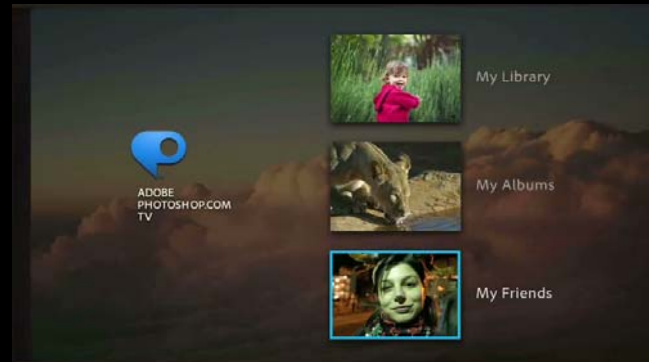 ADOBE
PHOTOSHOP.COM
TV
My Library
My Albums
My Friends